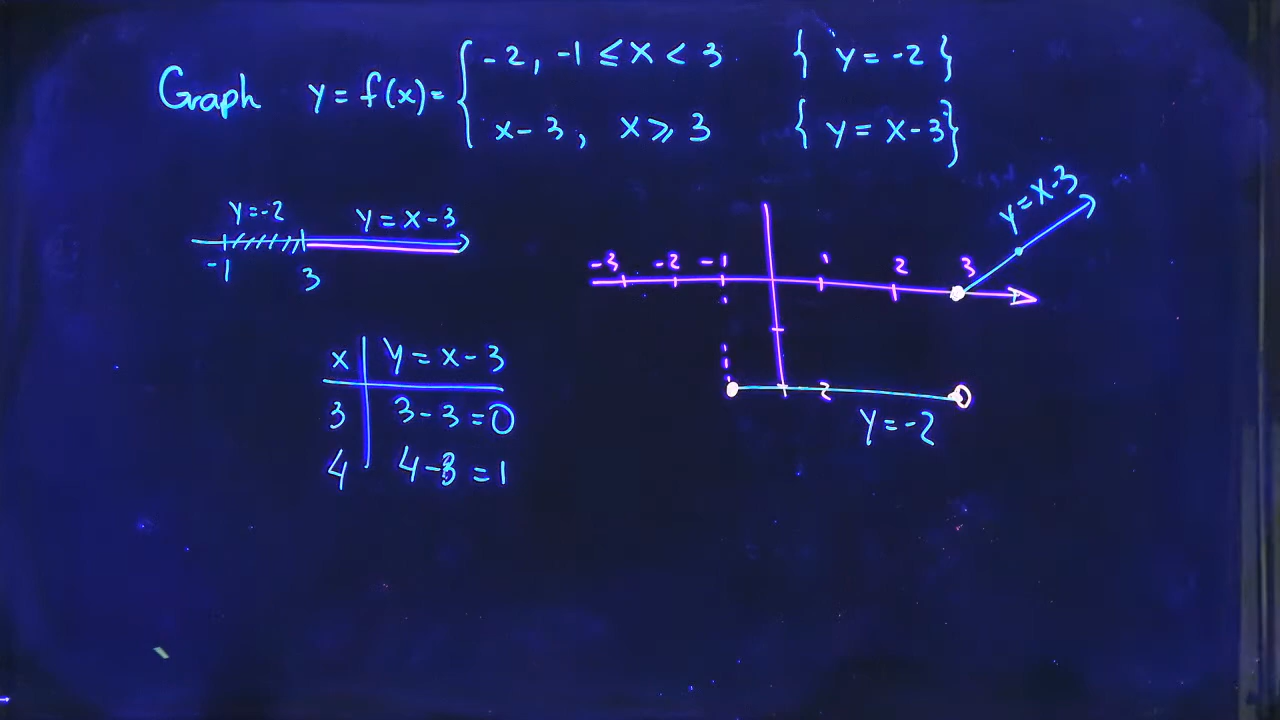 Graph y = f(x) = { -2, -1 ≤ x < 3 { y = -2 }
x - 3, x ≥ 3 { y = x - 3 }
y = -2 y = x - 3
-1 3
x y = x - 3
3 3 - 3 = 0
4 4 - 3 = 1
y = x - 3
-3 -2 -1 1 2 3
2
y = -2